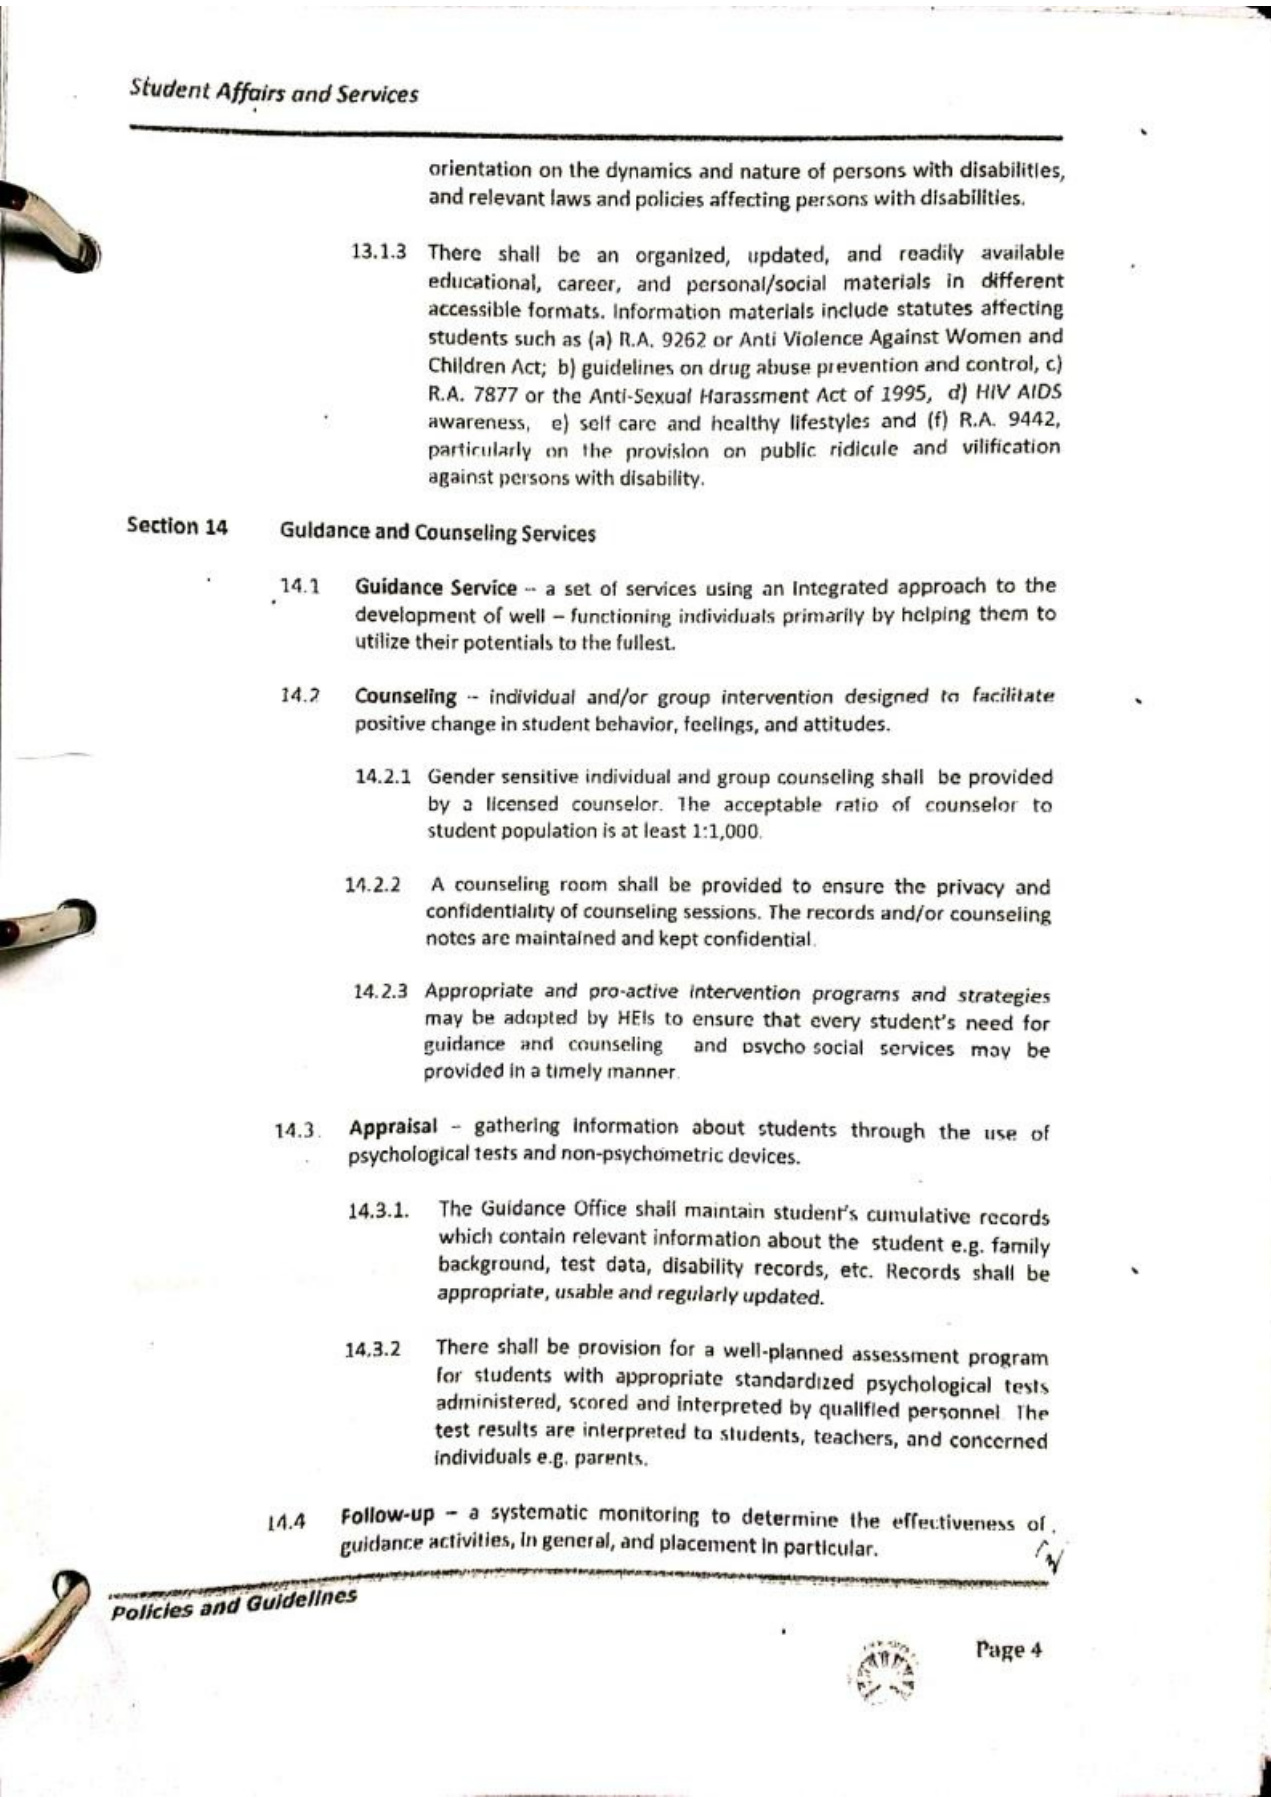 Student Affairs and Services
orientation on the dynamics and nature of persons with disabilities,
and relevant laws and policies affecting persons with disabilities.
13.1.3 There shall be an organized, updated, and readily available
educational, career, and personal/social materials in different
accessible formats. Information materials include statutes affecting
students such as (a) R.A. 9262 or Anti Violence Against Women and
Children Act; b) guidelines on drug abuse prevention and control, c)
R.A. 7877 or the Anti-Sexual Harassment Act of 1995, d) HIV AIDS
awareness, e) self care and healthy lifestyles and (f) R.A. 9442,
particularly on the provision on public ridicule and vilification
against persons with disability.
Section 14 Guidance and Counseling Services
14.1 Guidance Service -- a set of services using an Integrated approach to the
development of well – functioning individuals primarily by helping them to
utilize their potentials to the fullest.
14.2 Counseling -- individual and/or group intervention designed to facilitate
positive change in student behavior, feelings, and attitudes.
14.2.1 Gender sensitive individual and group counseling shall be provided
by a licensed counselor. The acceptable ratio of counselor to
student population is at least 1:1,000.
14.2.2 A counseling room shall be provided to ensure the privacy and
confidentiality of counseling sessions. The records and/or counseling
notes are maintained and kept confidential.
14.2.3 Appropriate and pro-active intervention programs and strategies
may be adopted by HEIs to ensure that every student's need for
guidance and counseling and psycho social services may be
provided in a timely manner.
14.3. Appraisal – gathering information about students through the use of
psychological tests and non-psychometric devices.
14.3.1. The Guidance Office shall maintain student's cumulative records
which contain relevant information about the student e.g. family
background, test data, disability records, etc. Records shall be
appropriate, usable and regularly updated.
14.3.2 There shall be provision for a well-planned assessment program
for students with appropriate standardized psychological tests
administered, scored and interpreted by qualified personnel. The
test results are interpreted to students, teachers, and concerned
individuals e.g. parents.
14.4 Follow-up – a systematic monitoring to determine the effectiveness of
guidance activities, in general, and placement in particular.
Policies and Guidelines
Page 4